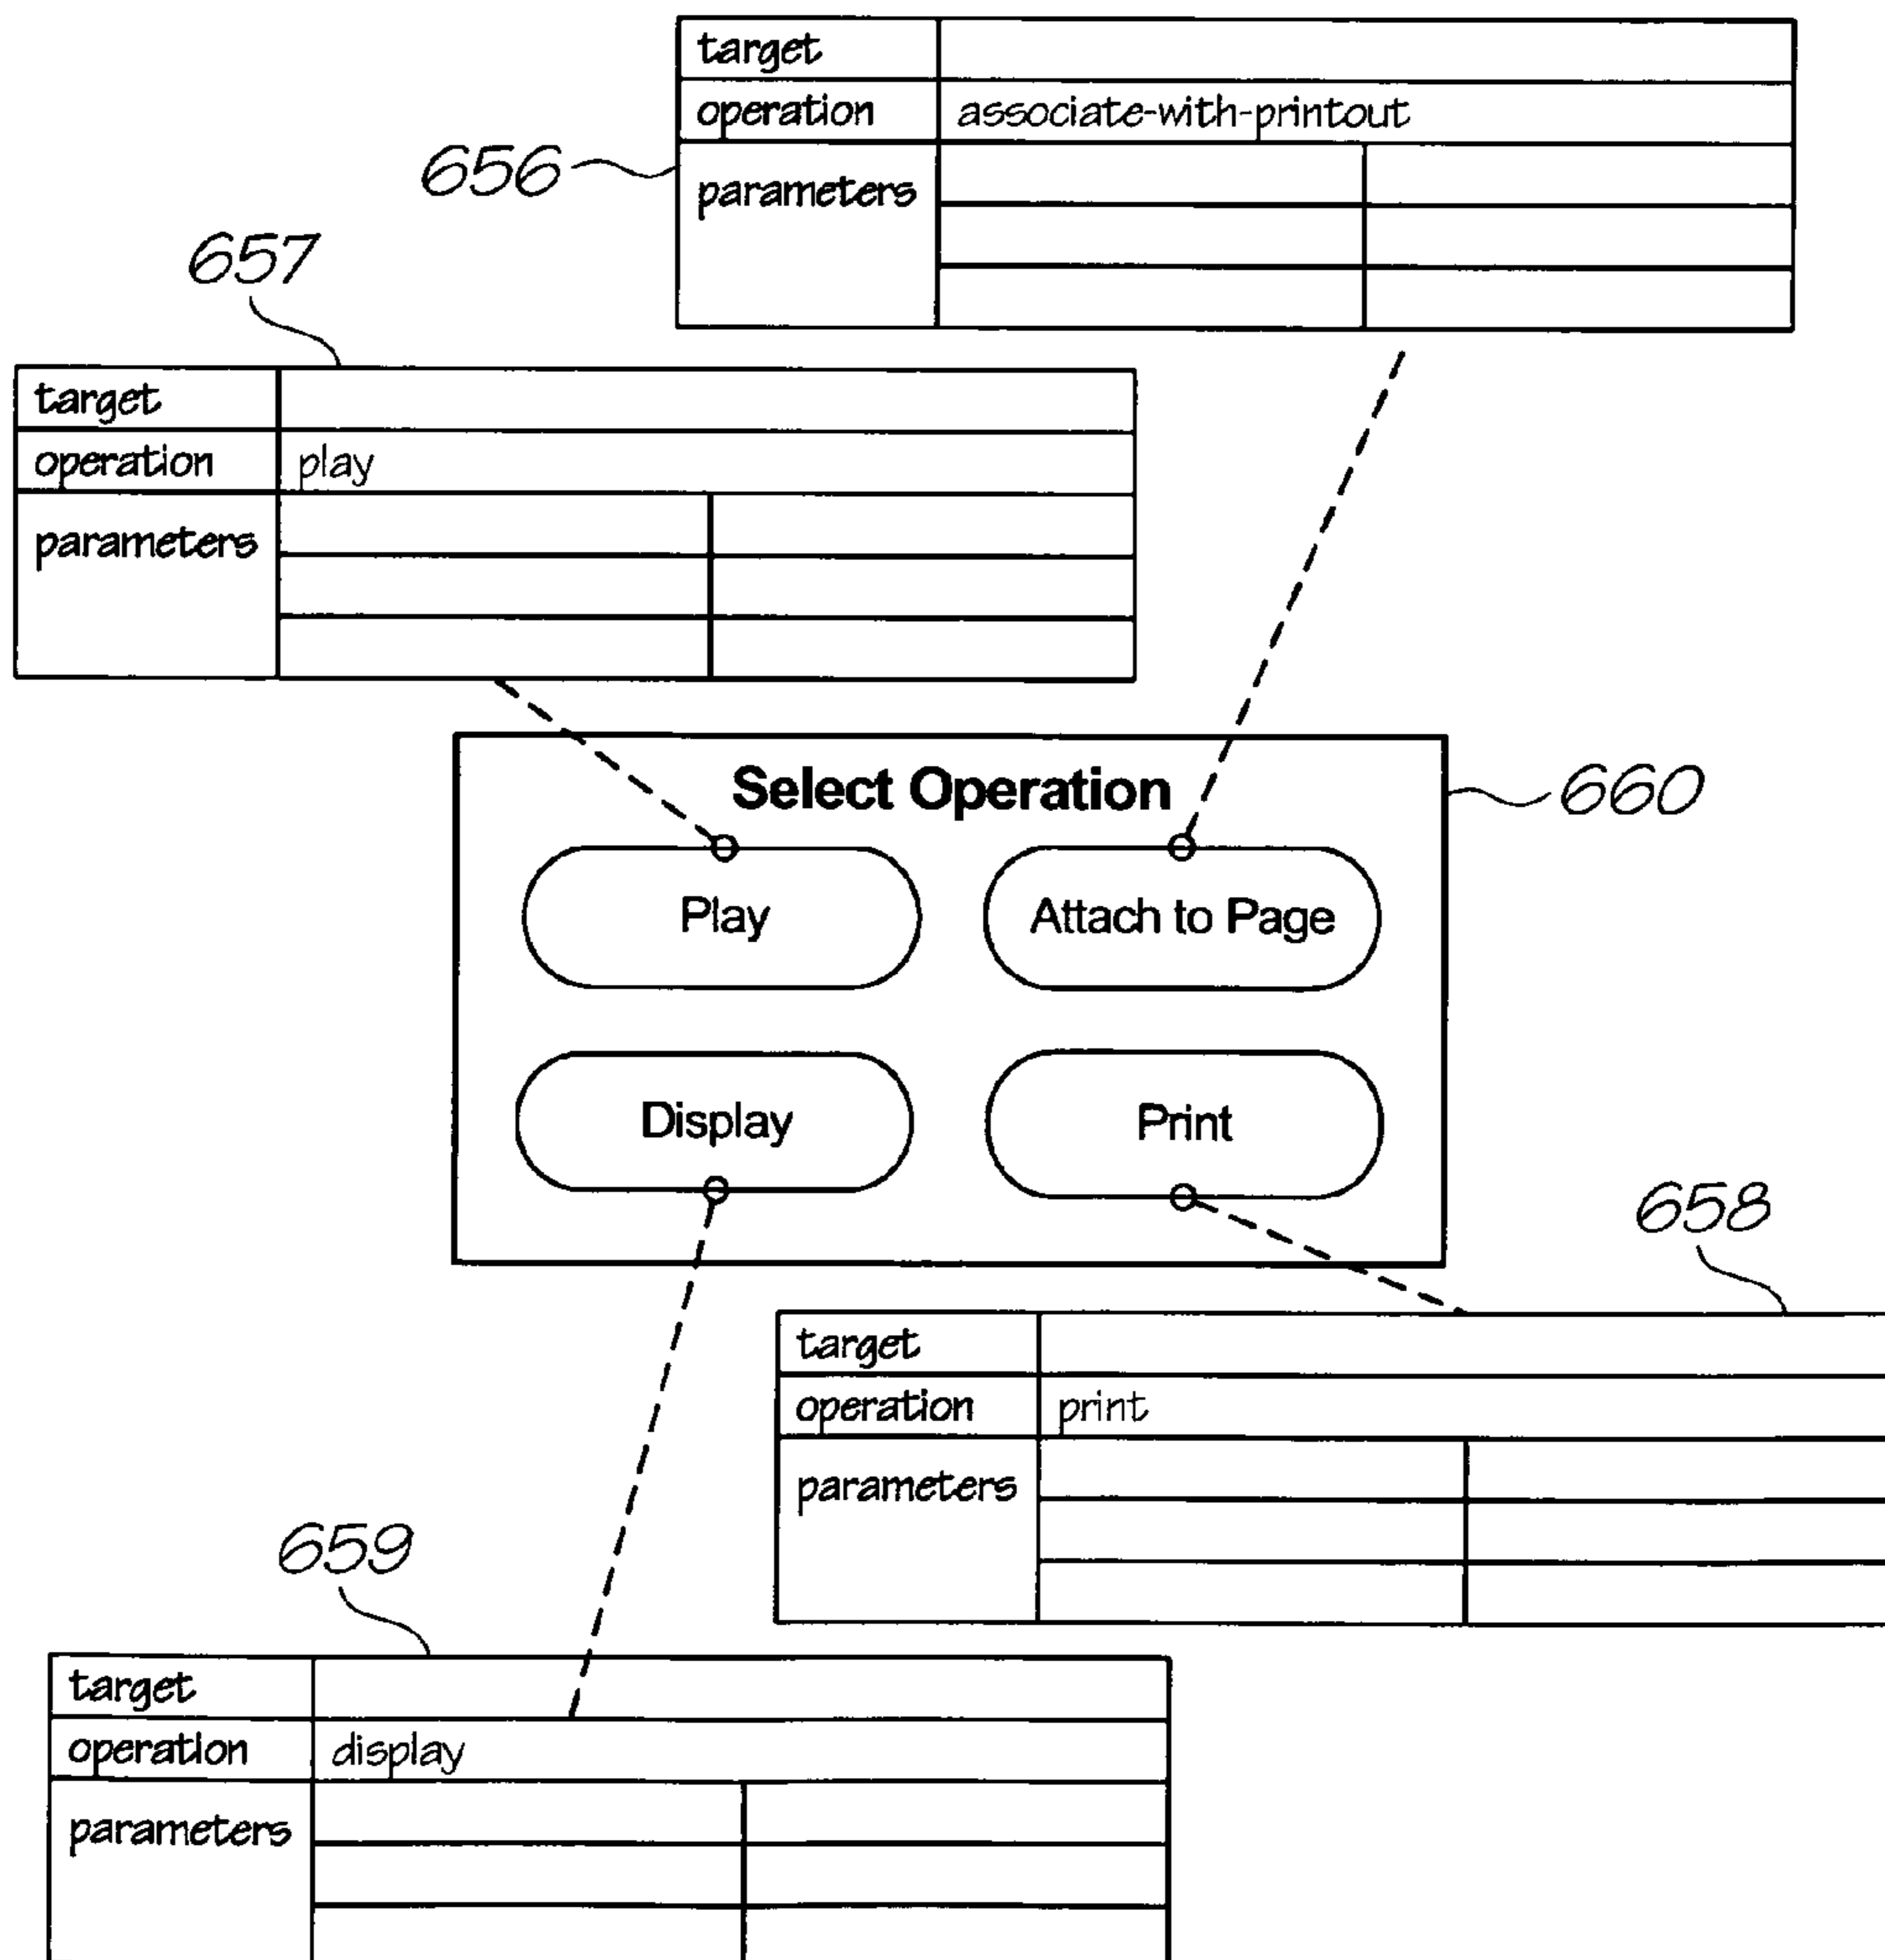 target
operation associate-with-printout
656
parameters
657
target
operation play
parameters
Select Operation
660
Play Attach to Page
Display Print
658
target
operation print
parameters
659
target
operation display
parameters